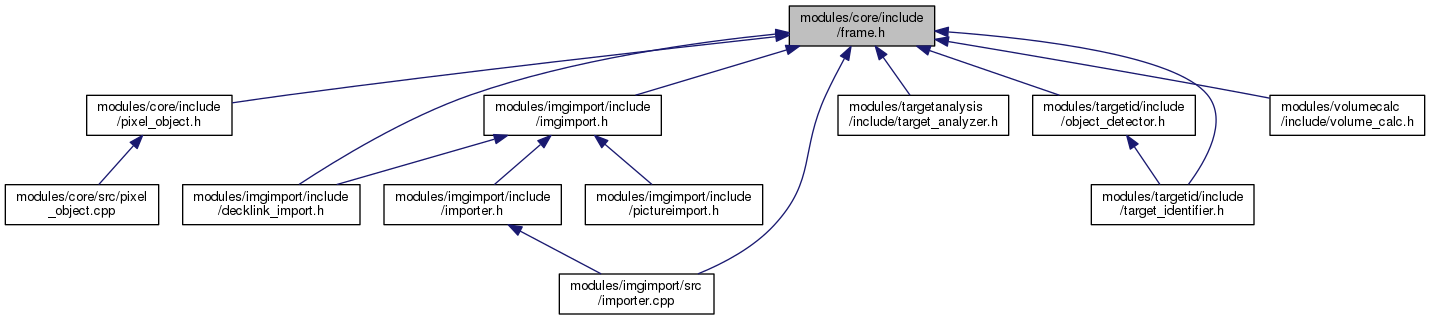 modules/core/include
/frame.h
modules/core/include
/pixel_object.h
modules/imgimport/include
/imgimport.h
modules/targetanalysis
/include/target_analyzer.h
modules/targetid/include
/object_detector.h
modules/volumecalc
/include/volume_calc.h
modules/core/src/pixel
_object.cpp
modules/imgimport/include
/decklink_import.h
modules/imgimport/include
/importer.h
modules/imgimport/include
/pictureimport.h
modules/targetid/include
/target_identifier.h
modules/imgimport/src
/importer.cpp